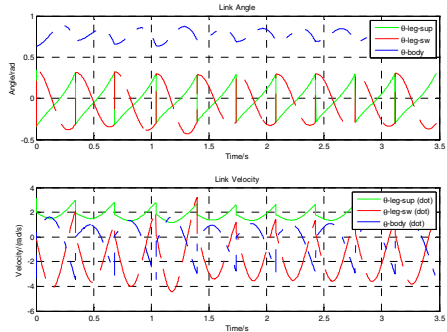 Link Angle
1
0.5
0
-0.5
Angle/rad
θ-leg-sup
θ-leg-sw
θ-body
0 0.5 1 1.5 2 2.5 3 3.5
Time/s
Link Velocity
4
2
0
-2
-4
-6
Velocity/(rad/s)
θ-leg-sup (dot)
θ-leg-sw (dot)
θ-body (dot)
0 0.5 1 1.5 2 2.5 3 3.5
Time/s